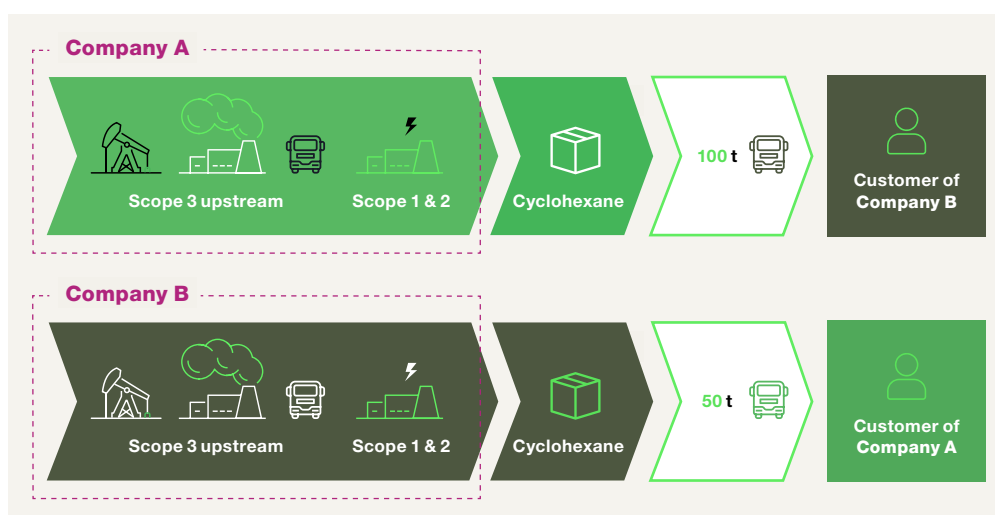 Company A
Scope 3 upstream
Scope 1 & 2
Cyclohexane
100 t
Customer of
Company B
Company B
Scope 3 upstream
Scope 1 & 2
Cyclohexane
50 t
Customer of
Company A